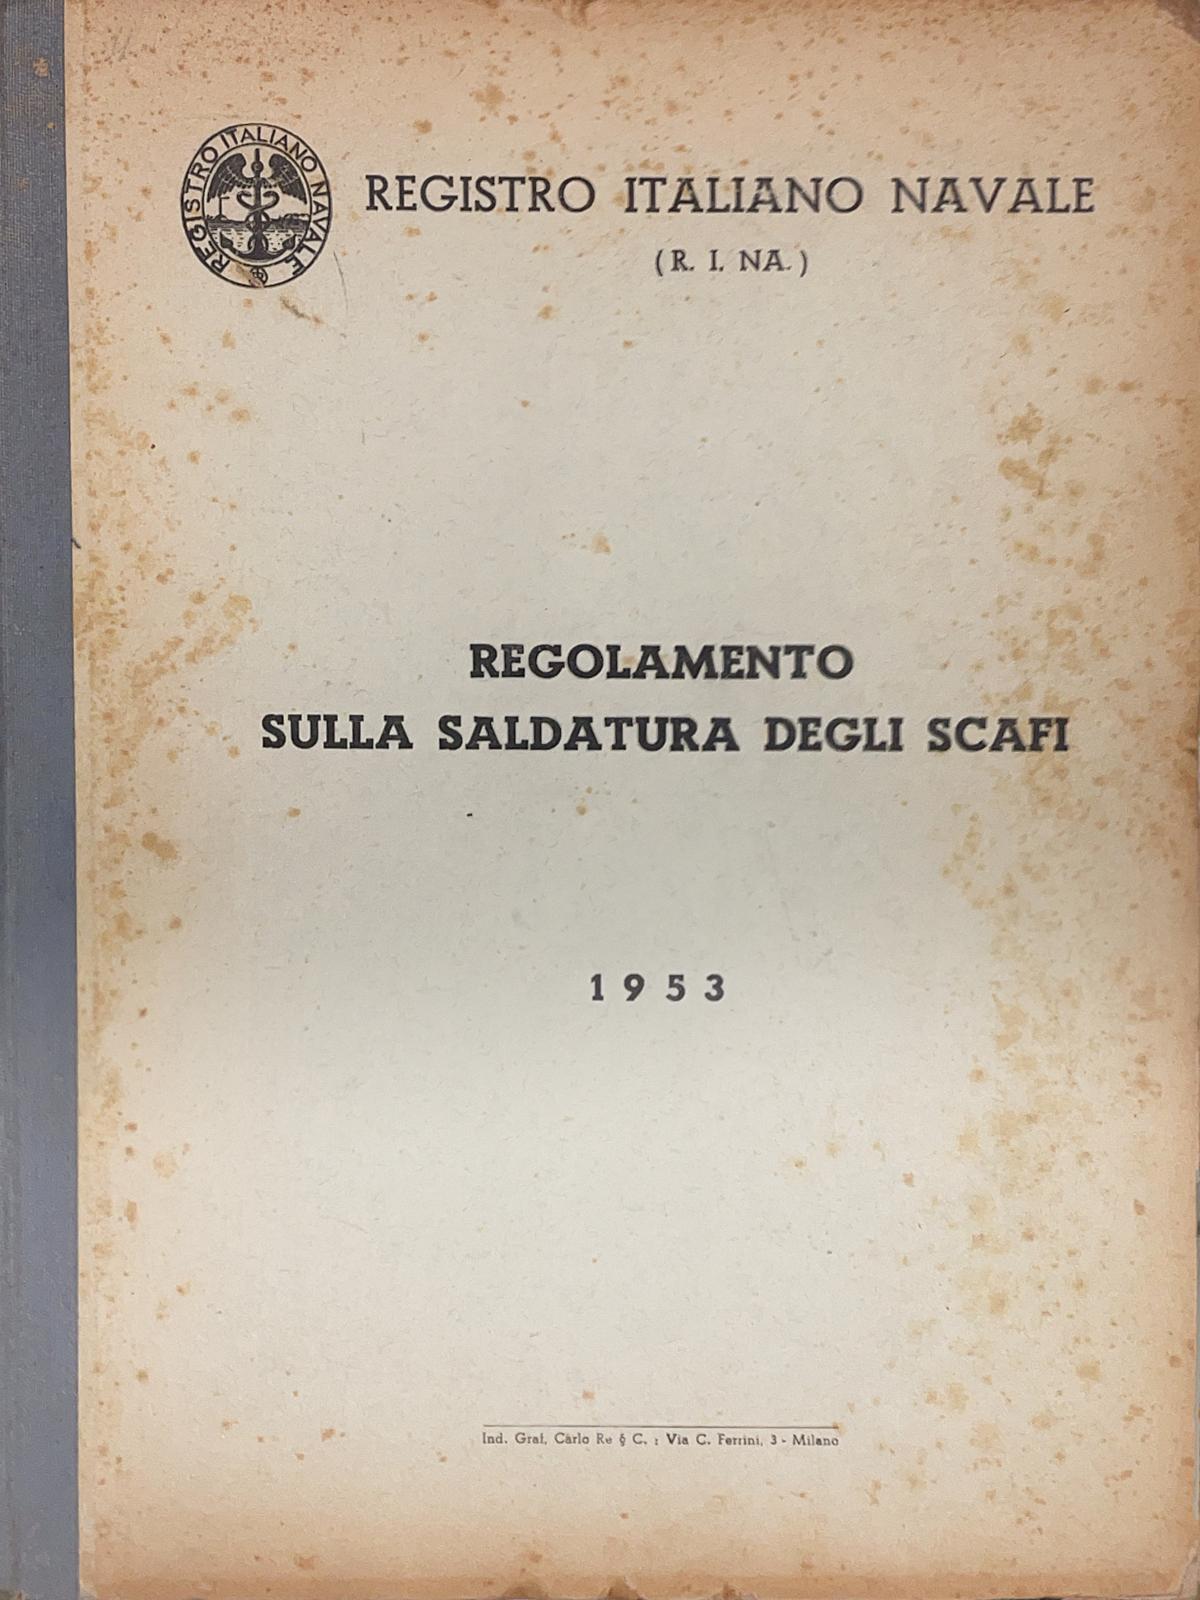 REGISTRO ITALIANO NAVALE
REGISTRO ITALIANO NAVALE
(R. I. NA.)
REGOLAMENTO
SULLA SALDATURA DEGLI SCAFI
1953
Ind. Graf. Carlo Re & C. : Via C. Ferrini, 3 - Milano